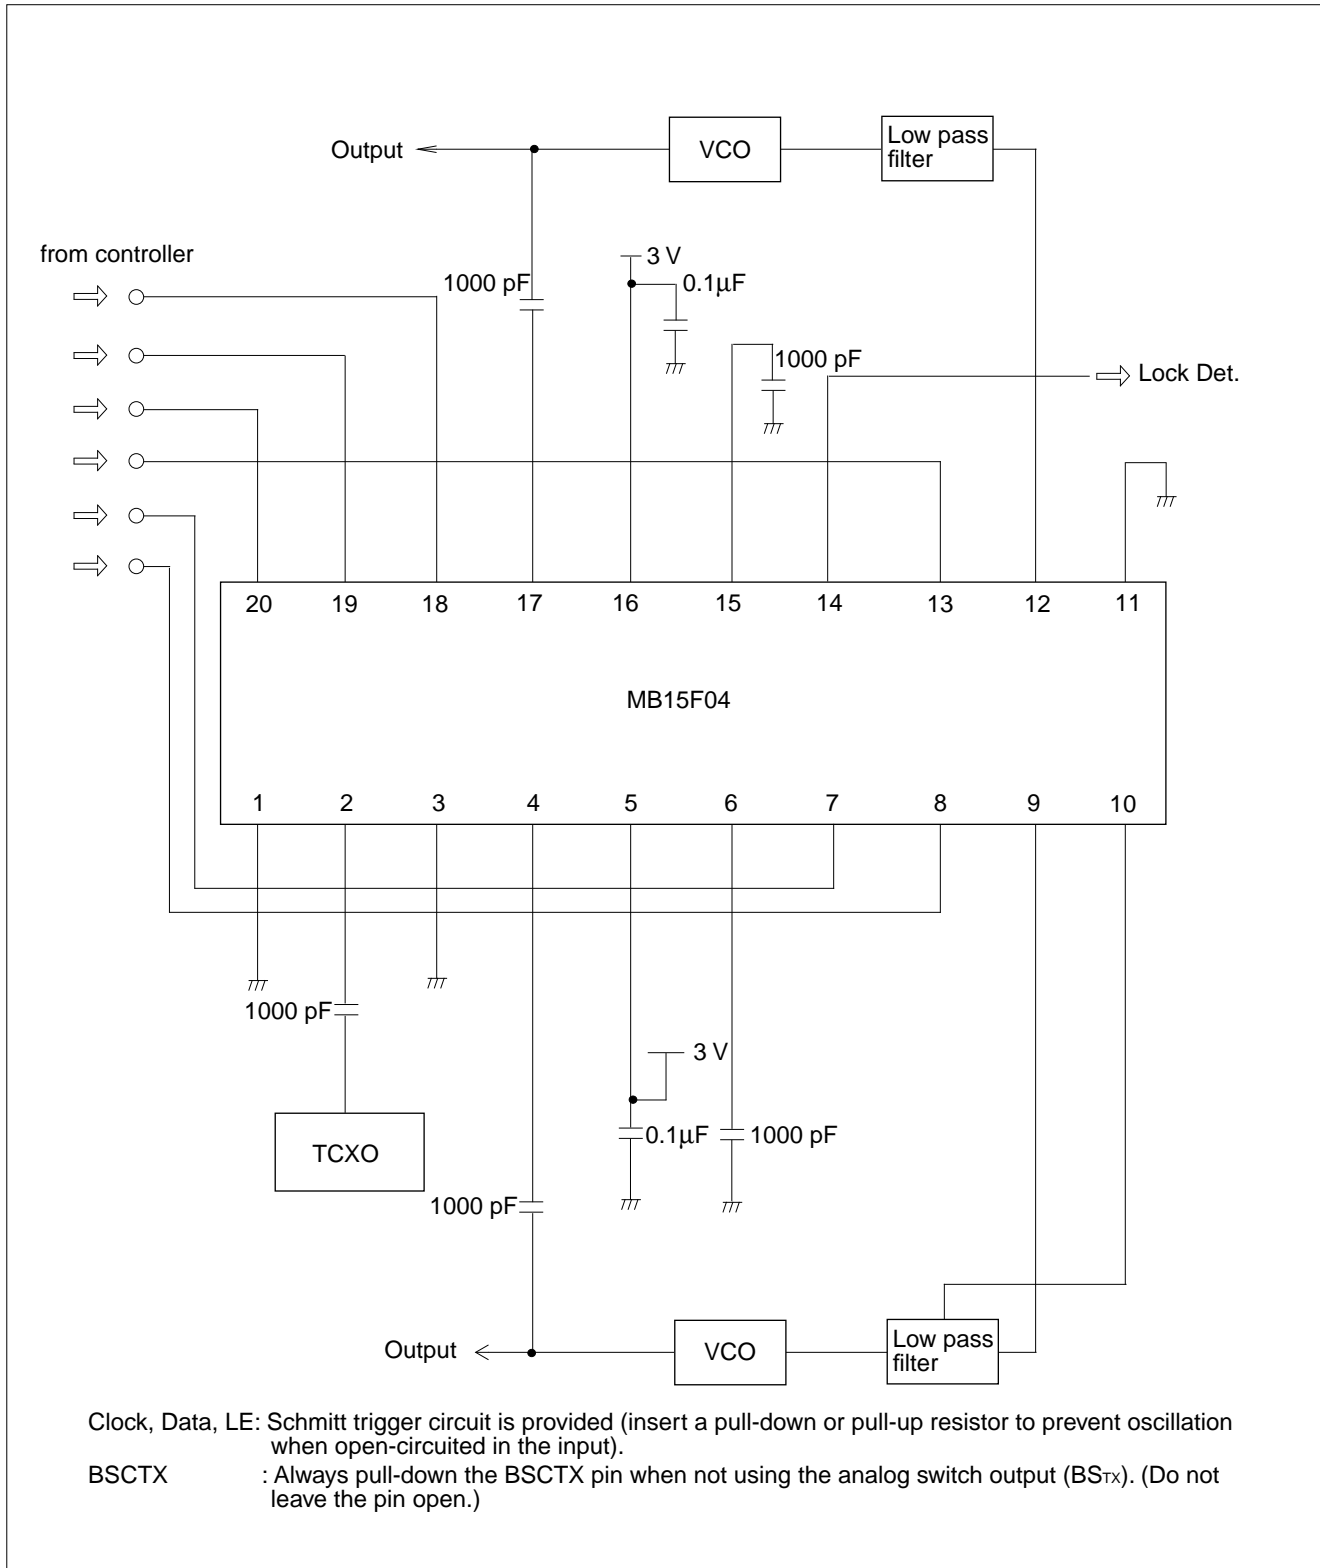 Output
VCO
Low pass
filter
from controller
3 V
1000 pF
0.1μF
1000 pF
Lock Det.
20 19 18 17 16 15 14 13 12 11
MB15F04
1 2 3 4 5 6 7 8 9 10
1000 pF
3 V
0.1μF
1000 pF
TCXO
1000 pF
Output
VCO
Low pass
filter
Clock, Data, LE: Schmitt trigger circuit is provided (insert a pull-down or pull-up resistor to prevent oscillation
when open-circuited in the input).
BSCTX : Always pull-down the BSCTX pin when not using the analog switch output (BSTX). (Do not
leave the pin open.)